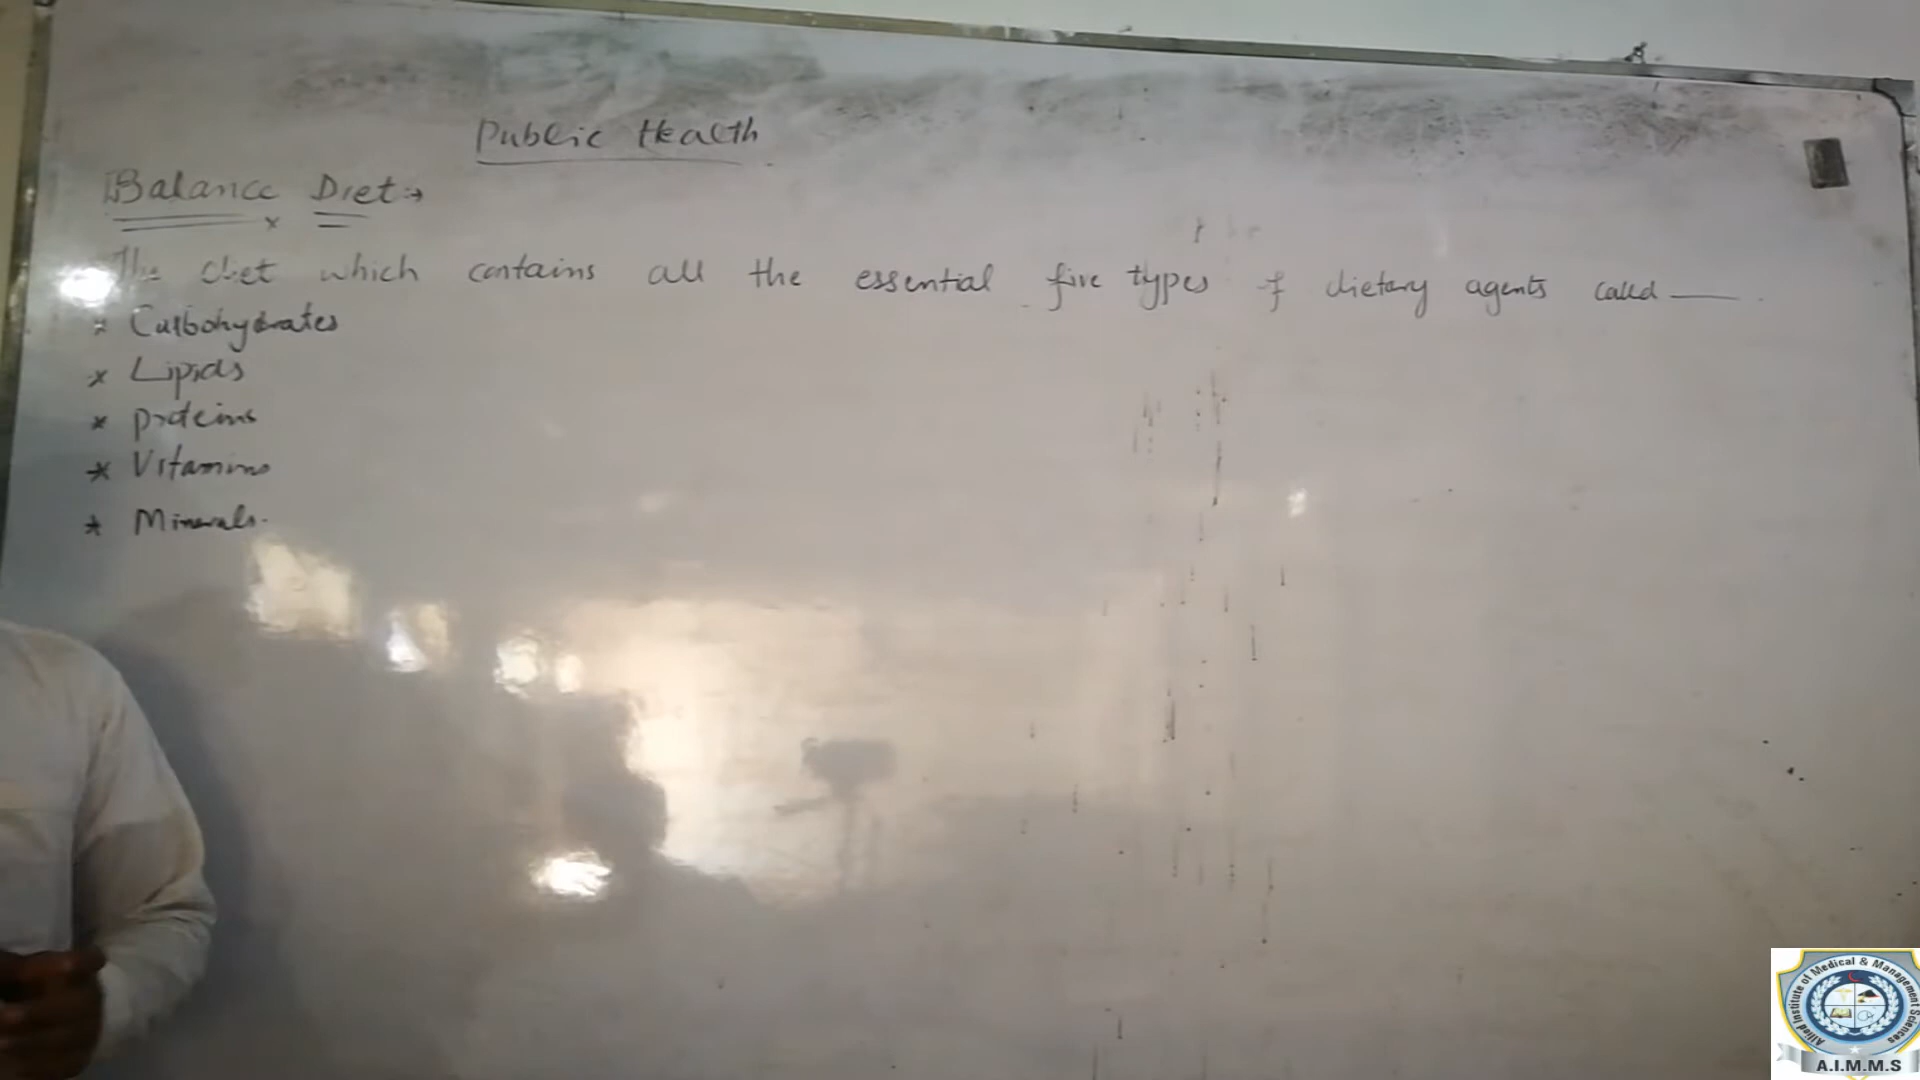 Public Health
Balance Diet:→
The diet which contains all the essential five types of dietary agents called ——.
* Carbohydrates
* Lipids
* proteins
* Vitamins
* Minerals.
Allied Institute of Medical & Management Sciences
A.I.M.M.S